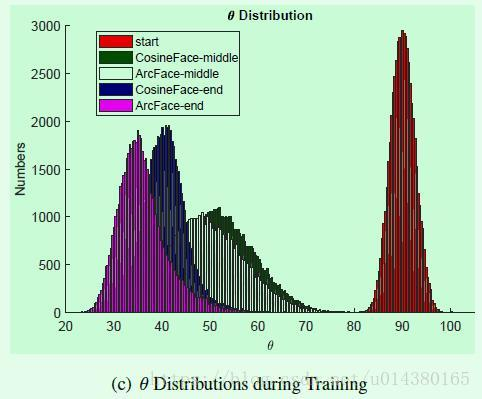 θ Distribution
3000
2500
2000
1500
1000
500
0
Numbers
start
CosineFace-middle
ArcFace-middle
CosineFace-end
ArcFace-end
20 30 40 50 60 70 80 90 100
θ
(c) θ Distributions during Training
https://blog.csdn.net/u014380165